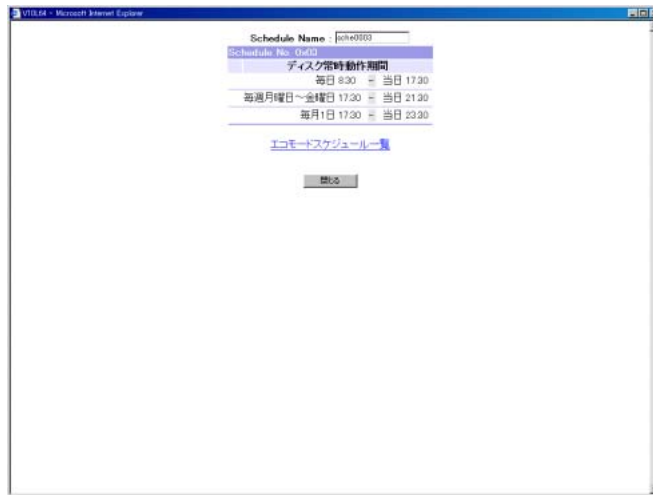 V10L64 - Microsoft Internet Explorer
Schedule Name : sche0003
Schedule No. 0x03
ディスク常時動作期間
毎日 8:30 ~ 当日 17:30
毎週月曜日～金曜日 17:30 ~ 当日 21:30
毎月1日 17:30 ~ 当日 23:30
エコモードスケジュール一覧
閉じる